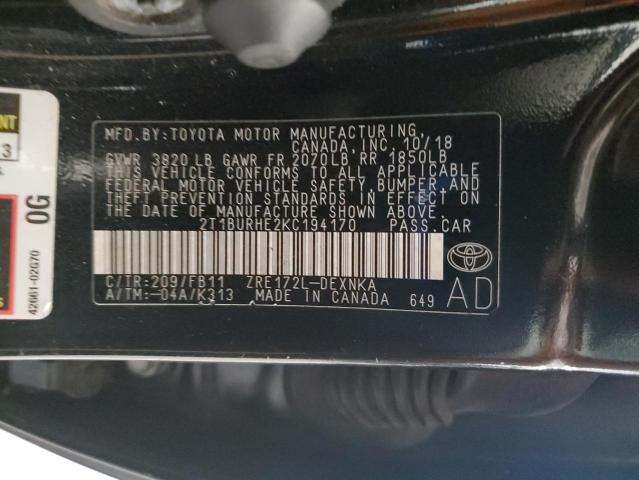 MFD. BY: TOYOTA MOTOR MANUFACTURING,
CANADA, INC. 10/18
GVWR 3820 LB GAWR FR 2070LB RR 1850LB
THIS VEHICLE CONFORMS TO ALL APPLICABLE
FEDERAL MOTOR VEHICLE SAFETY, BUMPER, AND
THEFT PREVENTION STANDARDS IN EFFECT ON
THE DATE OF MANUFACTURE SHOWN ABOVE.
2T1BURHE2KC194170 PASS. CAR
C/TR: 209/FB11 ZRE172L-DEXNKA
A/TM: -04A/K313 MADE IN CANADA 649 AD
3
0G
42661-02G70